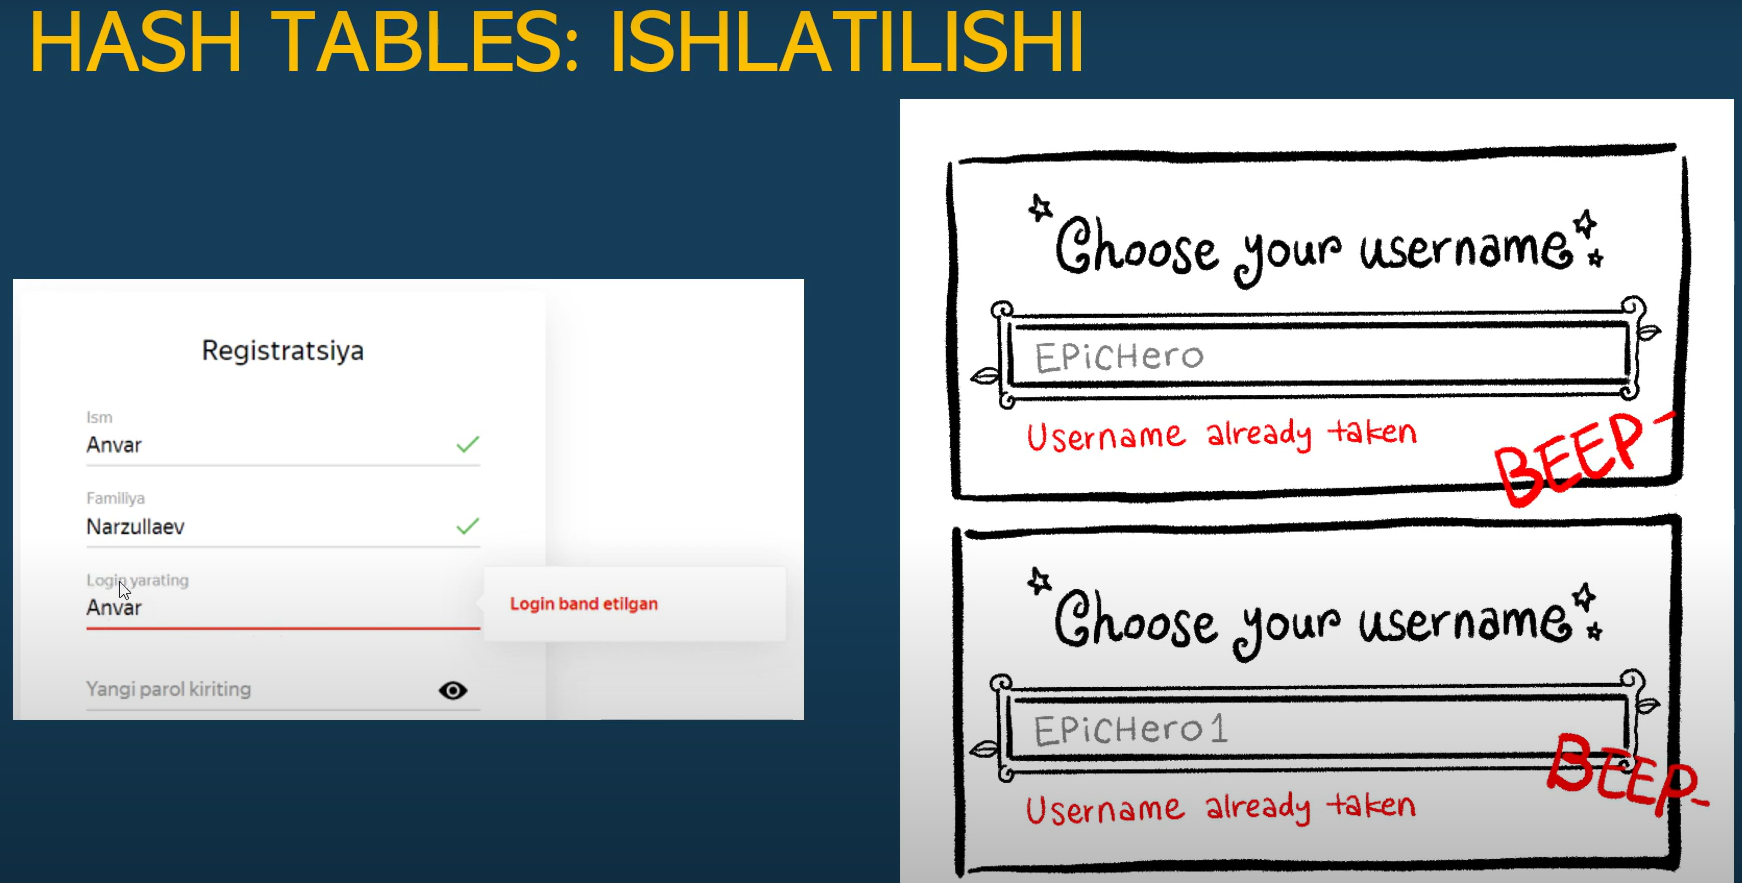 HASH TABLES: ISHLATILISHI
Registratsiya
Ism
Anvar
Familiya
Narzullaev
Login yarating
Anvar
Login band etilgan
Yangi parol kiriting
Choose your username
EPiCHero
Username already taken
BEEP-
Choose your username
EPiCHero1
Username already taken
BEEP-